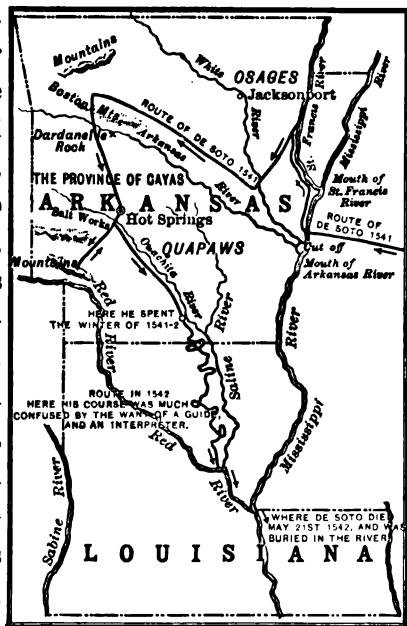 Mountains
White
River
OSAGES
Jacksonport
Francis
River
St.
Mississippi
River
Boston Mts
ROUTE OF DE SOTO 1541
Dardanelle
Rock
Arkansas
River
THE PROVINCE OF CAYAS
ARKANSAS
Mouth of
St. Francis
River
ROUTE OF
DE SOTO 1541
Salt Works
Hot Springs
QUAPAWS
Cut off
Mouth of
Arkansas River
Mountains
Ouachita
River
River
HERE HE SPENT
THE WINTER OF 1541-2
Red
River
Saline
River
Mississippi
ROUTE IN 1542
HERE HIS COURSE WAS MUCH
CONFUSED BY THE WANT OF A GUIDE
AND AN INTERPRETER.
Red
River
Sabine
River
WHERE DE SOTO DIED
MAY 21ST 1542, AND WAS
BURIED IN THE RIVER
LOUISIANA